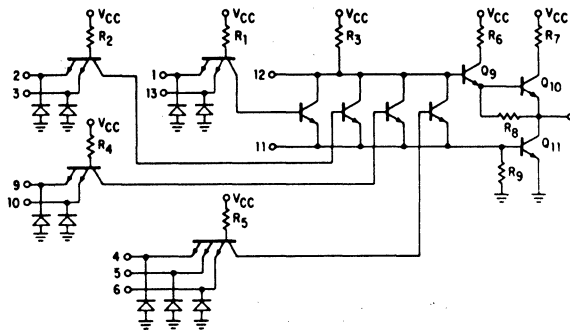 VCC VCC VCC VCC VCC
R2 R1 R3 R6 R7
2 1 12 Q9
3 13 Q10
VCC R8
R4 11 Q11
R9
9
10 VCC
R5
4
5
6